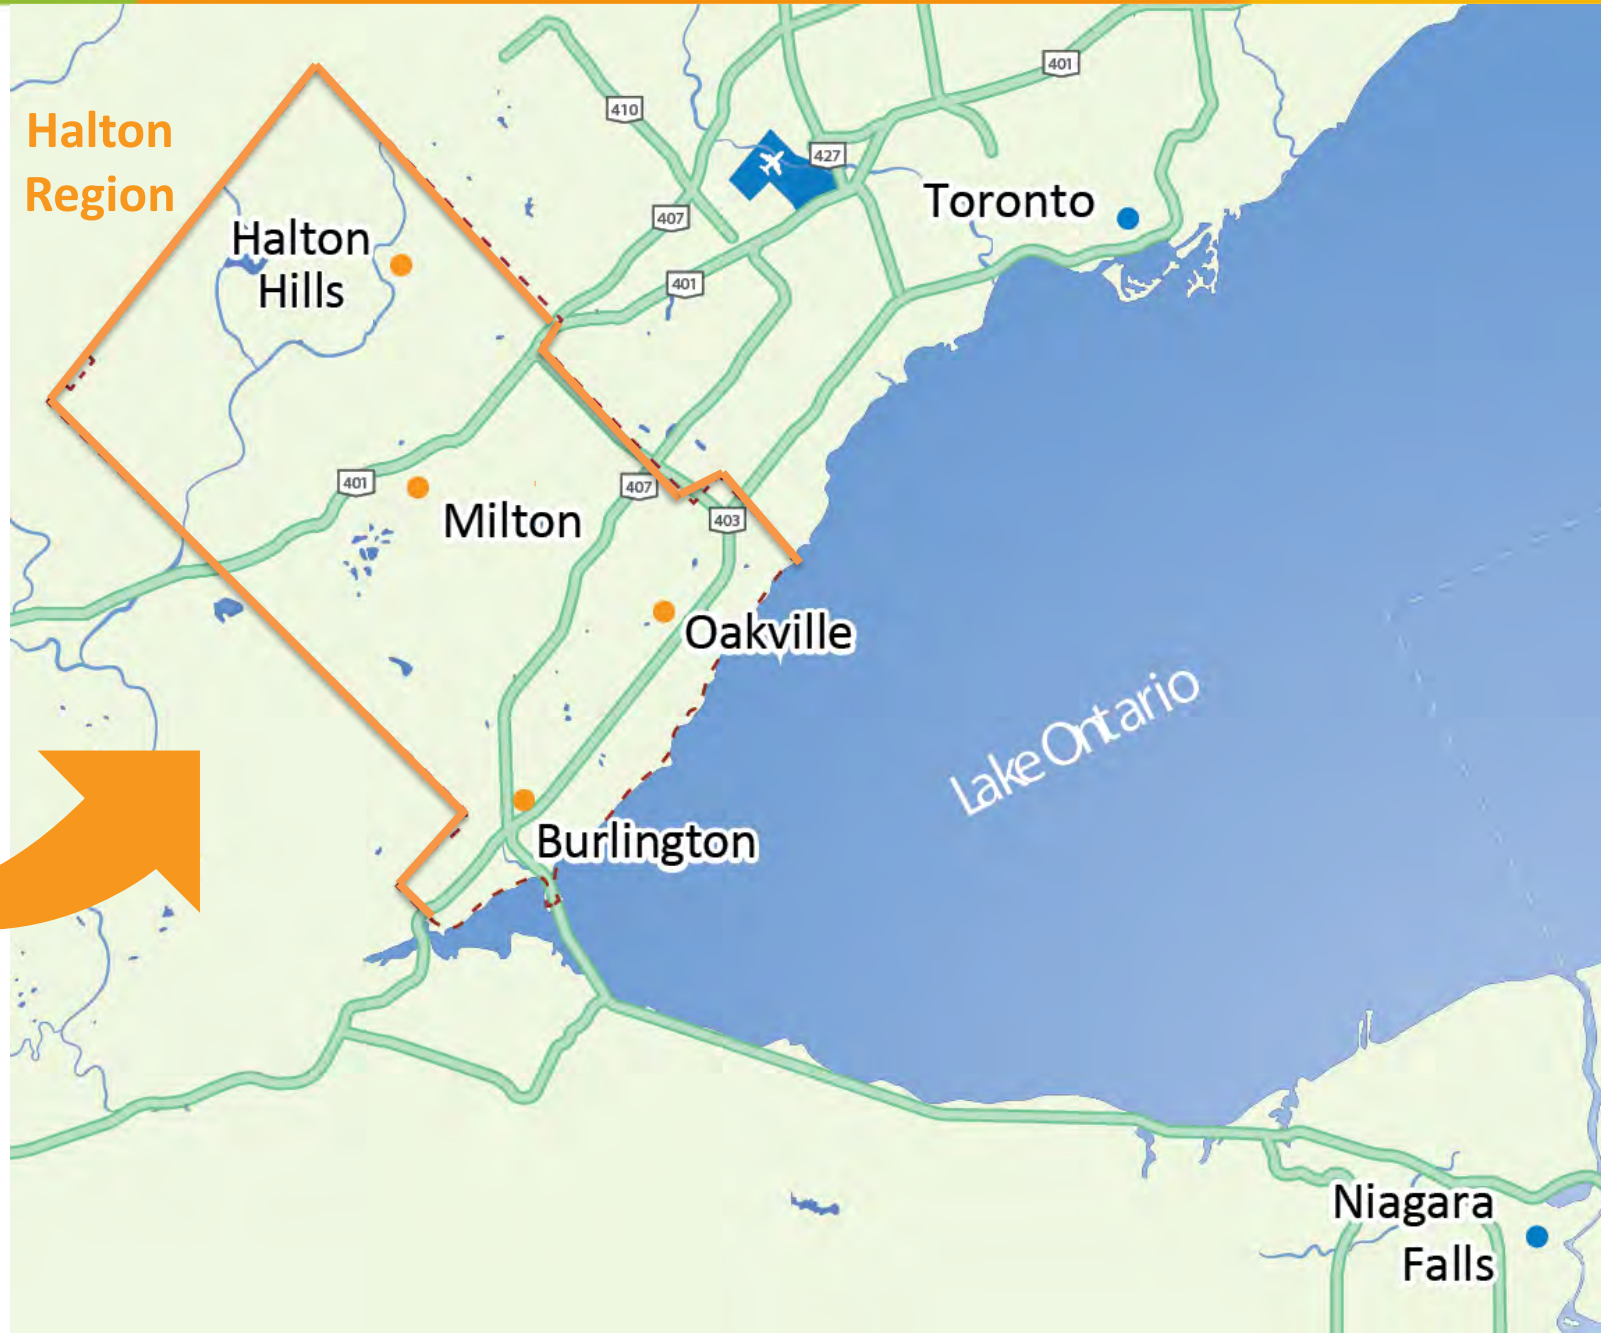 401
410
Halton
Region
427
Toronto
407
Halton
Hills
401
401
407
Milton
403
Oakville
Lake Ontario
Burlington
Niagara
Falls